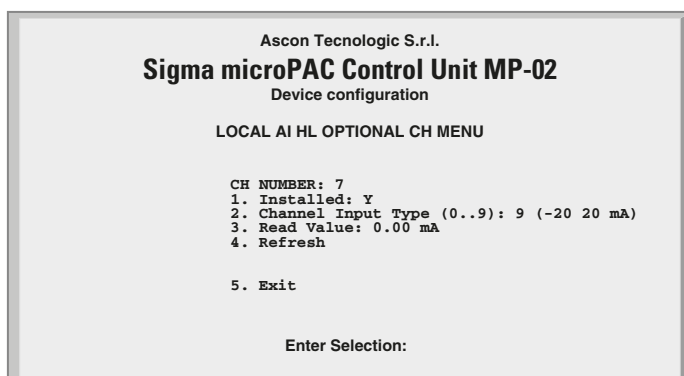 Ascon Tecnologic S.r.l.
Sigma microPAC Control Unit MP-02
Device configuration
LOCAL AI HL OPTIONAL CH MENU
CH NUMBER: 7
1. Installed: Y
2. Channel Input Type (0..9): 9 (-20 20 mA)
3. Read Value: 0.00 mA
4. Refresh
5. Exit
Enter Selection: